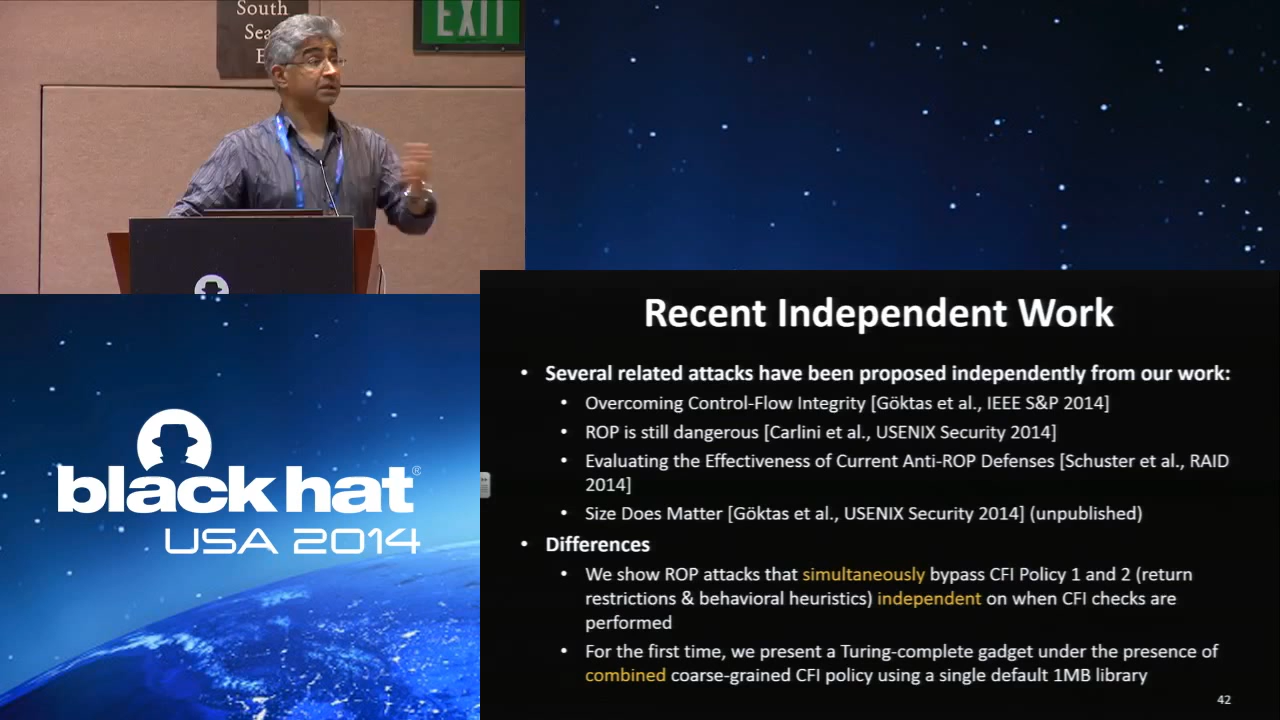 South
Sea
E
EXIT
black hat®
USA 2014
Recent Independent Work
• Several related attacks have been proposed independently from our work:
• Overcoming Control-Flow Integrity [Göktas et al., IEEE S&P 2014]
• ROP is still dangerous [Carlini et al., USENIX Security 2014]
• Evaluating the Effectiveness of Current Anti-ROP Defenses [Schuster et al., RAID
2014]
• Size Does Matter [Göktas et al., USENIX Security 2014] (unpublished)
• Differences
• We show ROP attacks that simultaneously bypass CFI Policy 1 and 2 (return
restrictions & behavioral heuristics) independent on when CFI checks are
performed
• For the first time, we present a Turing-complete gadget under the presence of
combined coarse-grained CFI policy using a single default 1MB library
42